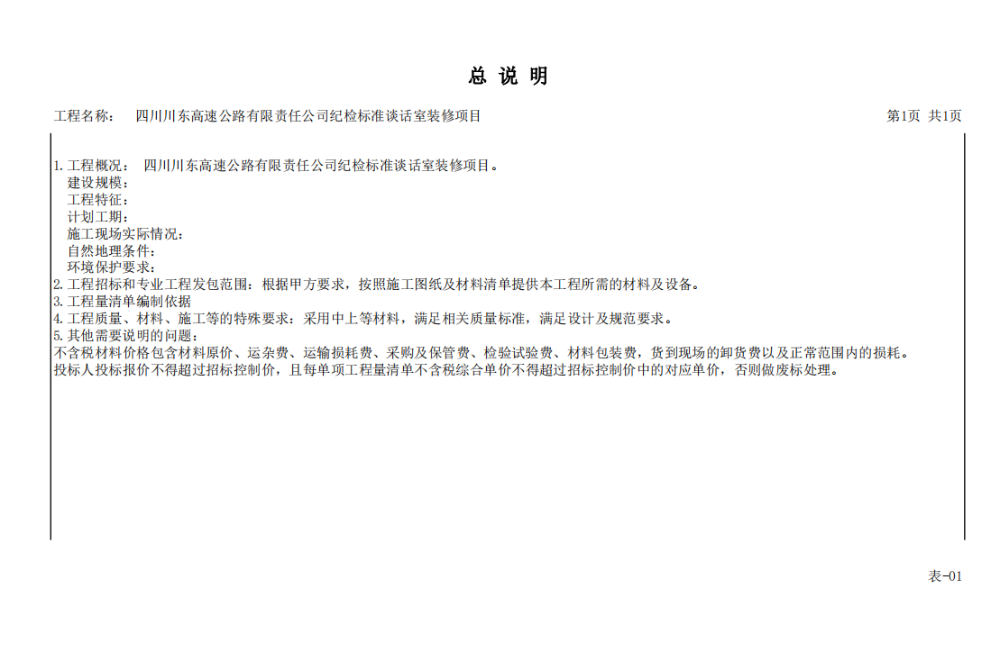 总 说 明
工程名称： 四川川东高速公路有限责任公司纪检标准谈话室装修项目
第1页 共1页
1.工程概况： 四川川东高速公路有限责任公司纪检标准谈话室装修项目。
建设规模：
工程特征：
计划工期：
施工现场实际情况：
自然地理条件：
环境保护要求：
2.工程招标和专业工程发包范围：根据甲方要求，按照施工图纸及材料清单提供本工程所需的材料及设备。
3.工程量清单编制依据
4.工程质量、材料、施工等的特殊要求：采用中上等材料，满足相关质量标准，满足设计及规范要求。
5.其他需要说明的问题：
不含税材料价格包含材料原价、运杂费、运输损耗费、采购及保管费、检验试验费、材料包装费，货到现场的卸货费以及正常范围内的损耗。
投标人投标报价不得超过招标控制价，且每单项工程量清单不含税综合单价不得超过招标控制价中的对应单价，否则做废标处理。
表-01